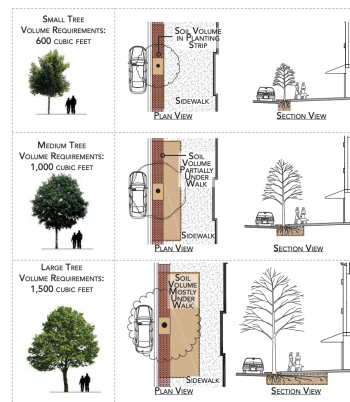 SMALL TREE
VOLUME REQUIREMENTS:
600 CUBIC FEET
SOIL VOLUME
IN PLANTING
STRIP
SIDEWALK
PLAN VIEW
SECTION VIEW
MEDIUM TREE
VOLUME REQUIREMENTS:
1,000 CUBIC FEET
SOIL
VOLUME
PARTIALLY
UNDER
WALK
SIDEWALK
PLAN VIEW
SECTION VIEW
LARGE TREE
VOLUME REQUIREMENTS:
1,500 CUBIC FEET
SOIL
VOLUME
MOSTLY
UNDER
WALK
SIDEWALK
PLAN VIEW
SECTION VIEW